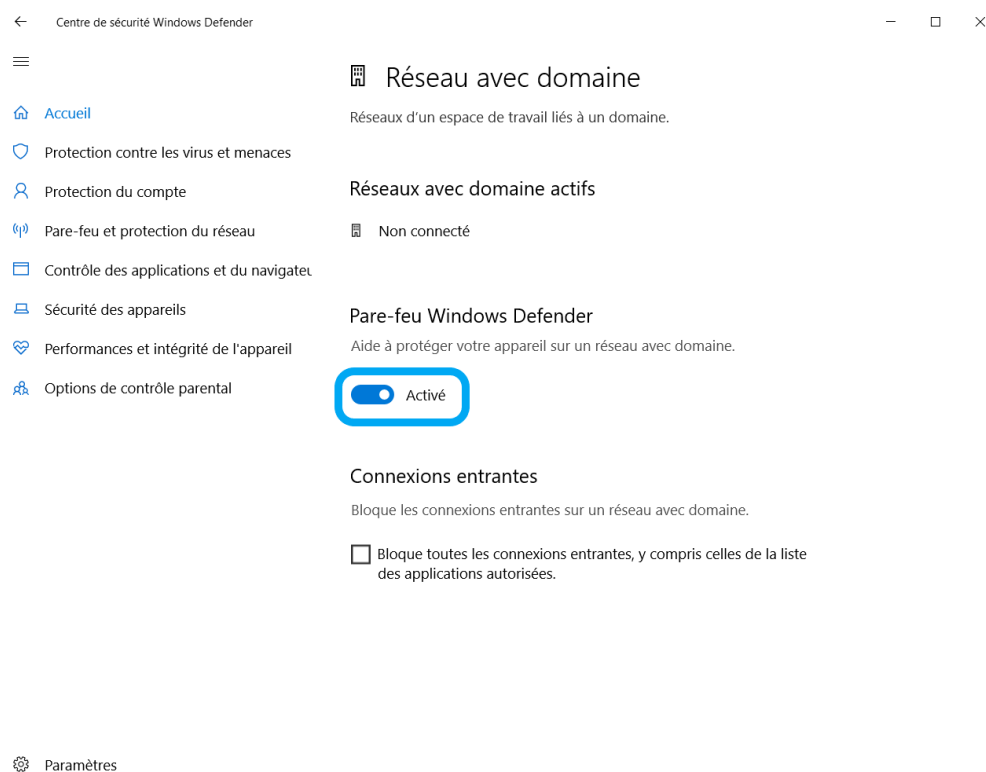 Centre de sécurité Windows Defender
Accueil
Protection contre les virus et menaces
Protection du compte
Pare-feu et protection du réseau
Contrôle des applications et du navigateu
Sécurité des appareils
Performances et intégrité de l'appareil
Options de contrôle parental
Paramètres
Réseau avec domaine
Réseaux d’un espace de travail liés à un domaine.
Réseaux avec domaine actifs
Non connecté
Pare-feu Windows Defender
Aide à protéger votre appareil sur un réseau avec domaine.
Activé
Connexions entrantes
Bloque les connexions entrantes sur un réseau avec domaine.
Bloque toutes les connexions entrantes, y compris celles de la liste
des applications autorisées.